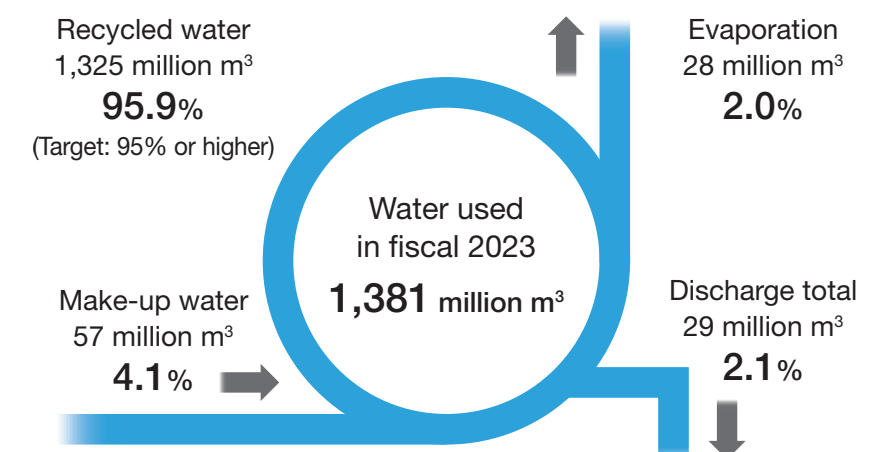 Recycled water
1,325 million m³
95.9%
(Target: 95% or higher)
Evaporation
28 million m³
2.0%
Water used
in fiscal 2023
1,381 million m³
Make-up water
57 million m³
4.1%
Discharge total
29 million m³
2.1%